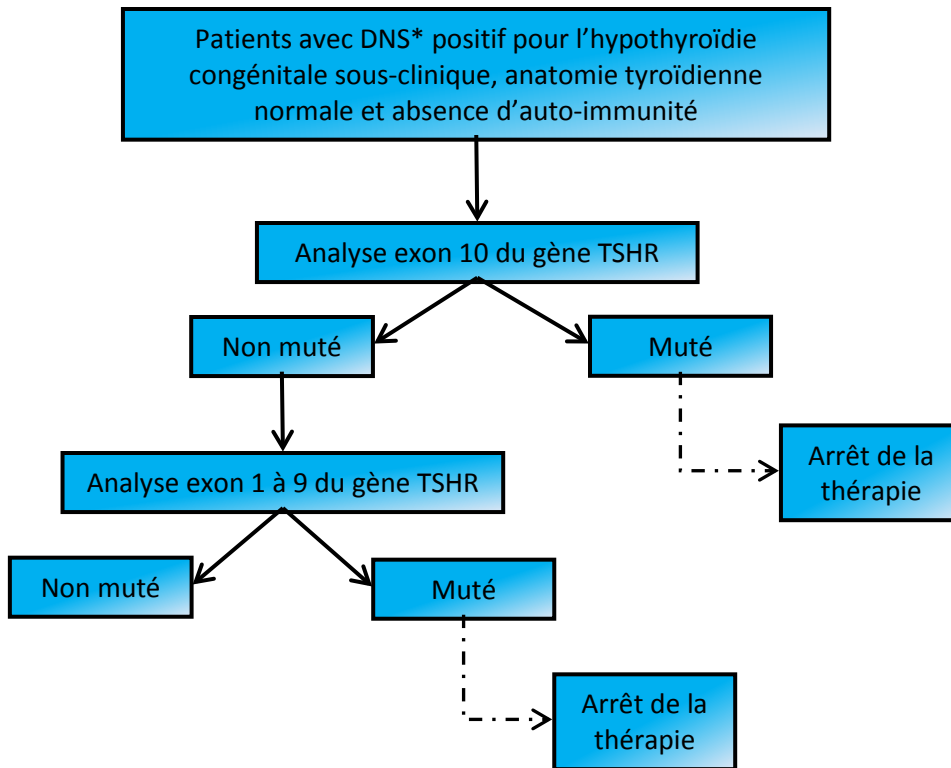 Patients avec DNS* positif pour l’hypothyroïdie
congénitale sous-clinique, anatomie tyroïdienne
normale et absence d’auto-immunité
Analyse exon 10 du gène TSHR
Non muté
Muté
Arrêt de la
thérapie
Analyse exon 1 à 9 du gène TSHR
Non muté
Muté
Arrêt de la
thérapie